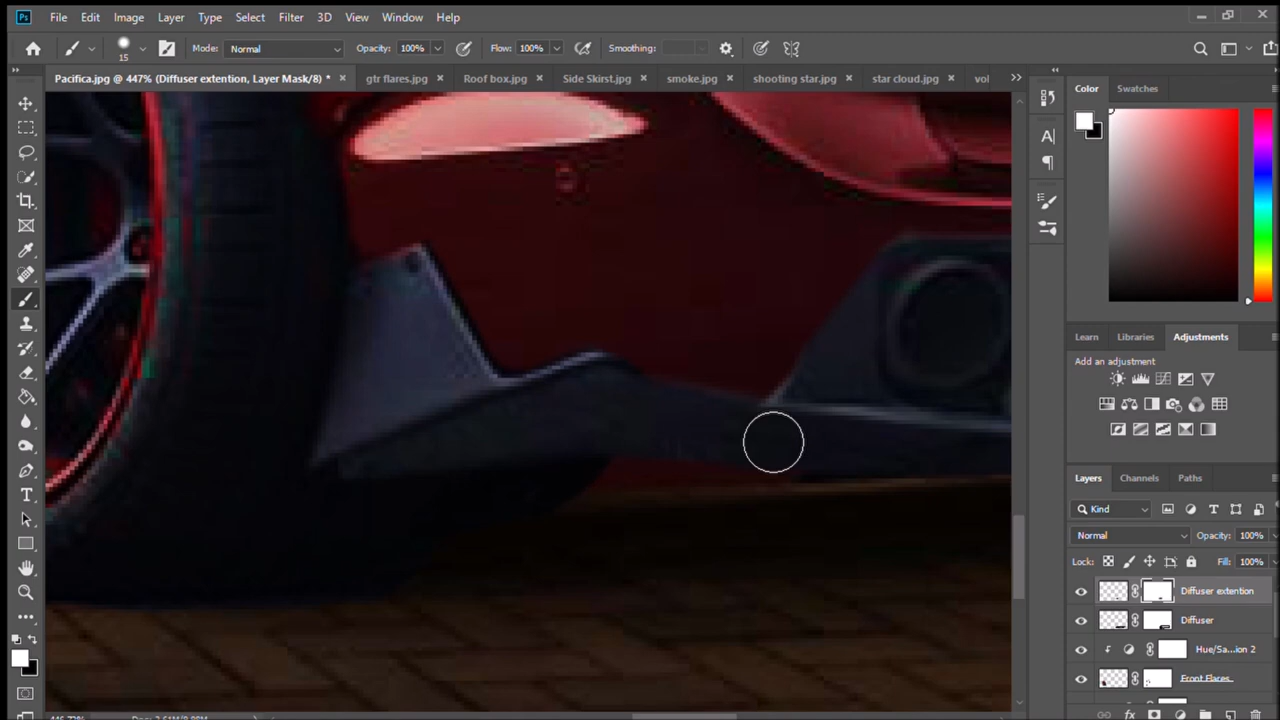 Ps File Edit Image Layer Type Select Filter 3D View Window Help
15 Mode: Normal Opacity: 100% Flow: 100% Smoothing:
Pacifica.jpg @ 447% (Diffuser extention, Layer Mask/8) * × gtr flares.jpg × Roof box.jpg × Side Skirst.jpg × smoke.jpg × shooting star.jpg × star cloud.jpg × vol
Color Swatches
Learn Libraries Adjustments
Add an adjustment
Layers Channels Paths
Kind
Normal Opacity: 100%
Lock: Fill: 100%
Diffuser extention
Diffuser
Hue/Sa...ion 2
Front Flares